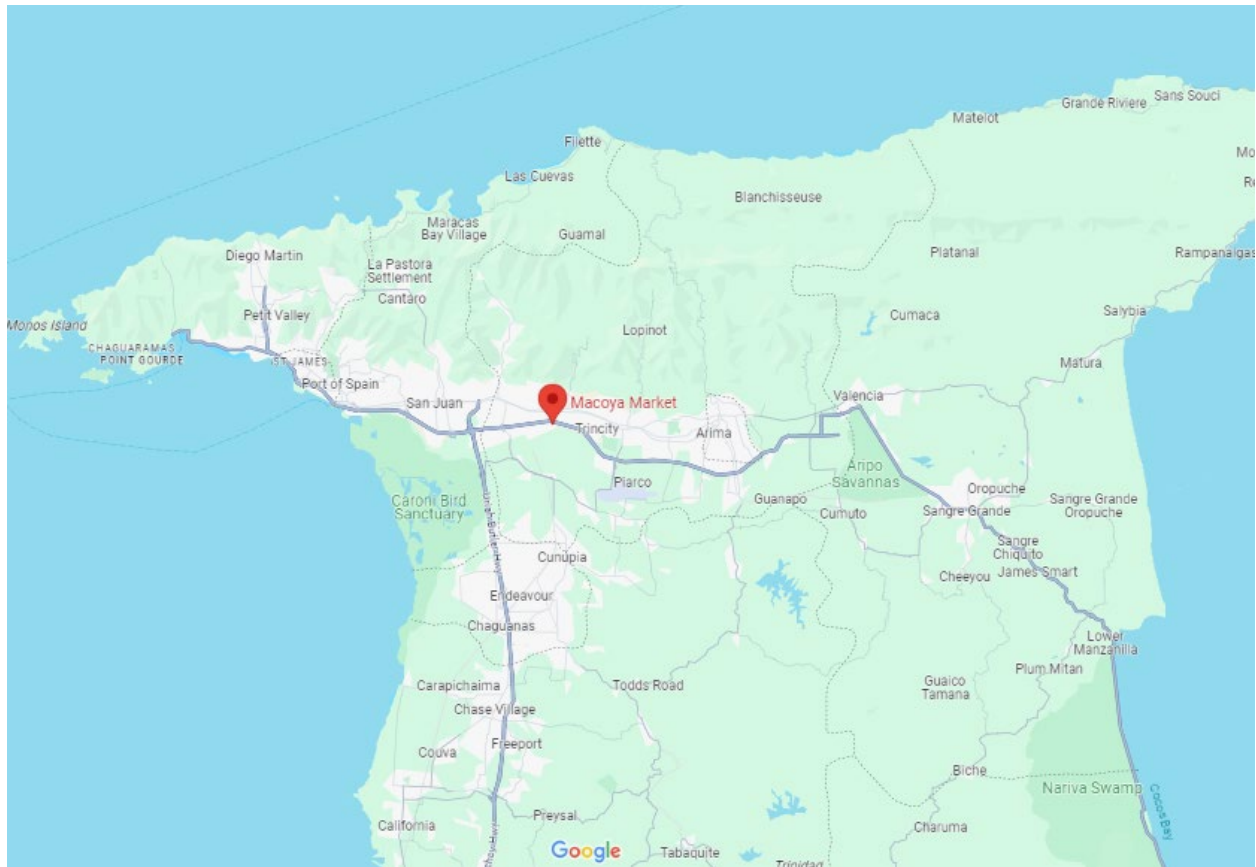 Sans Souci
Grande Riviere
Matelot
Filette
Las Cuevas
Blanchisseuse
Maracas
Bay Village
Guamal
Diego Martin
La Pastora
Settlement
Cantaro
Platanal
Rampanalgas
Monos Island
Petit Valley
Lopinot
Cumaca
Salybia
CHAGUARAMAS
POINT GOURDE
ST JAMES
Matura
Port of Spain
San Juan
Macoya Market
Valencia
Trincity
Arima
Piarco
Aripo
Savannas
Guanapo
Caroni Bird
Sanctuary
Cumuto
Oropuche
Sangre Grande
Sangre Grande
Oropuche
Uriah Butler Hwy
Cunupia
Sangre
Chiquito
James Smart
Cheeyou
Endeavour
Chaguanas
Lower
Manzanilla
Plum Mitan
Carapichaima
Todds Road
Guaico
Tamana
Chase Village
Freeport
Couva
Biche
Nariva Swamp
Cocos Bay
Preysal
California
Charuma
Google
Tabaquite
Trinidad